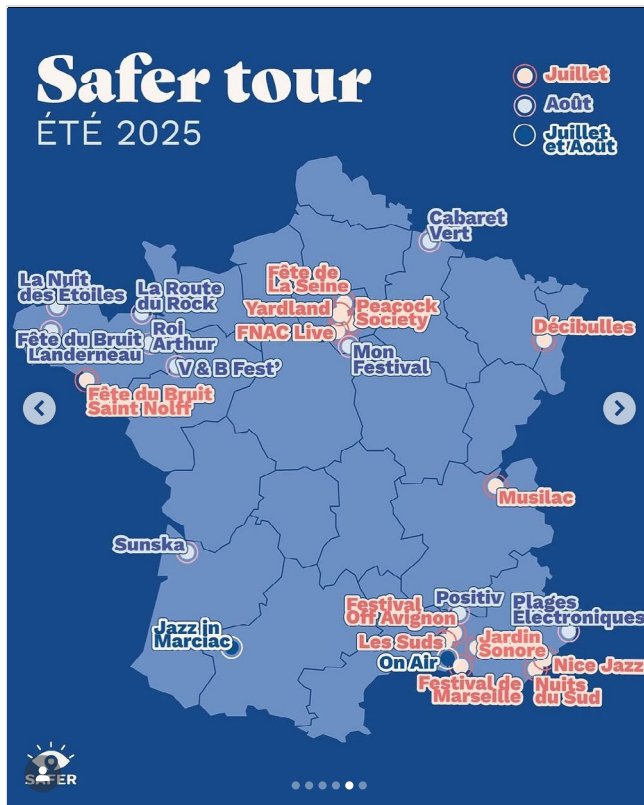 Safer tour
ÉTÉ 2025
Juillet
Août
Juillet
et Août
Cabaret
Vert
La Nuit
des Étoiles
La Route
du Rock
Fête de
La Seine
Yardland
Peacock
Society
FNAC Live
Décibulles
Fête du Bruit
Landerneau
Roi
Arthur
Mon
Festival
V & B Fest'
Fête du Bruit
Saint Nolff
Musilac
Sunska
Jazz in
Marciac
Festival
Off Avignon
Positiv
Plages
Électroniques
Les Suds
Jardin
Sonore
On Air
Nice Jazz
Festival de
Marseille
Nuits
du Sud
SAFER